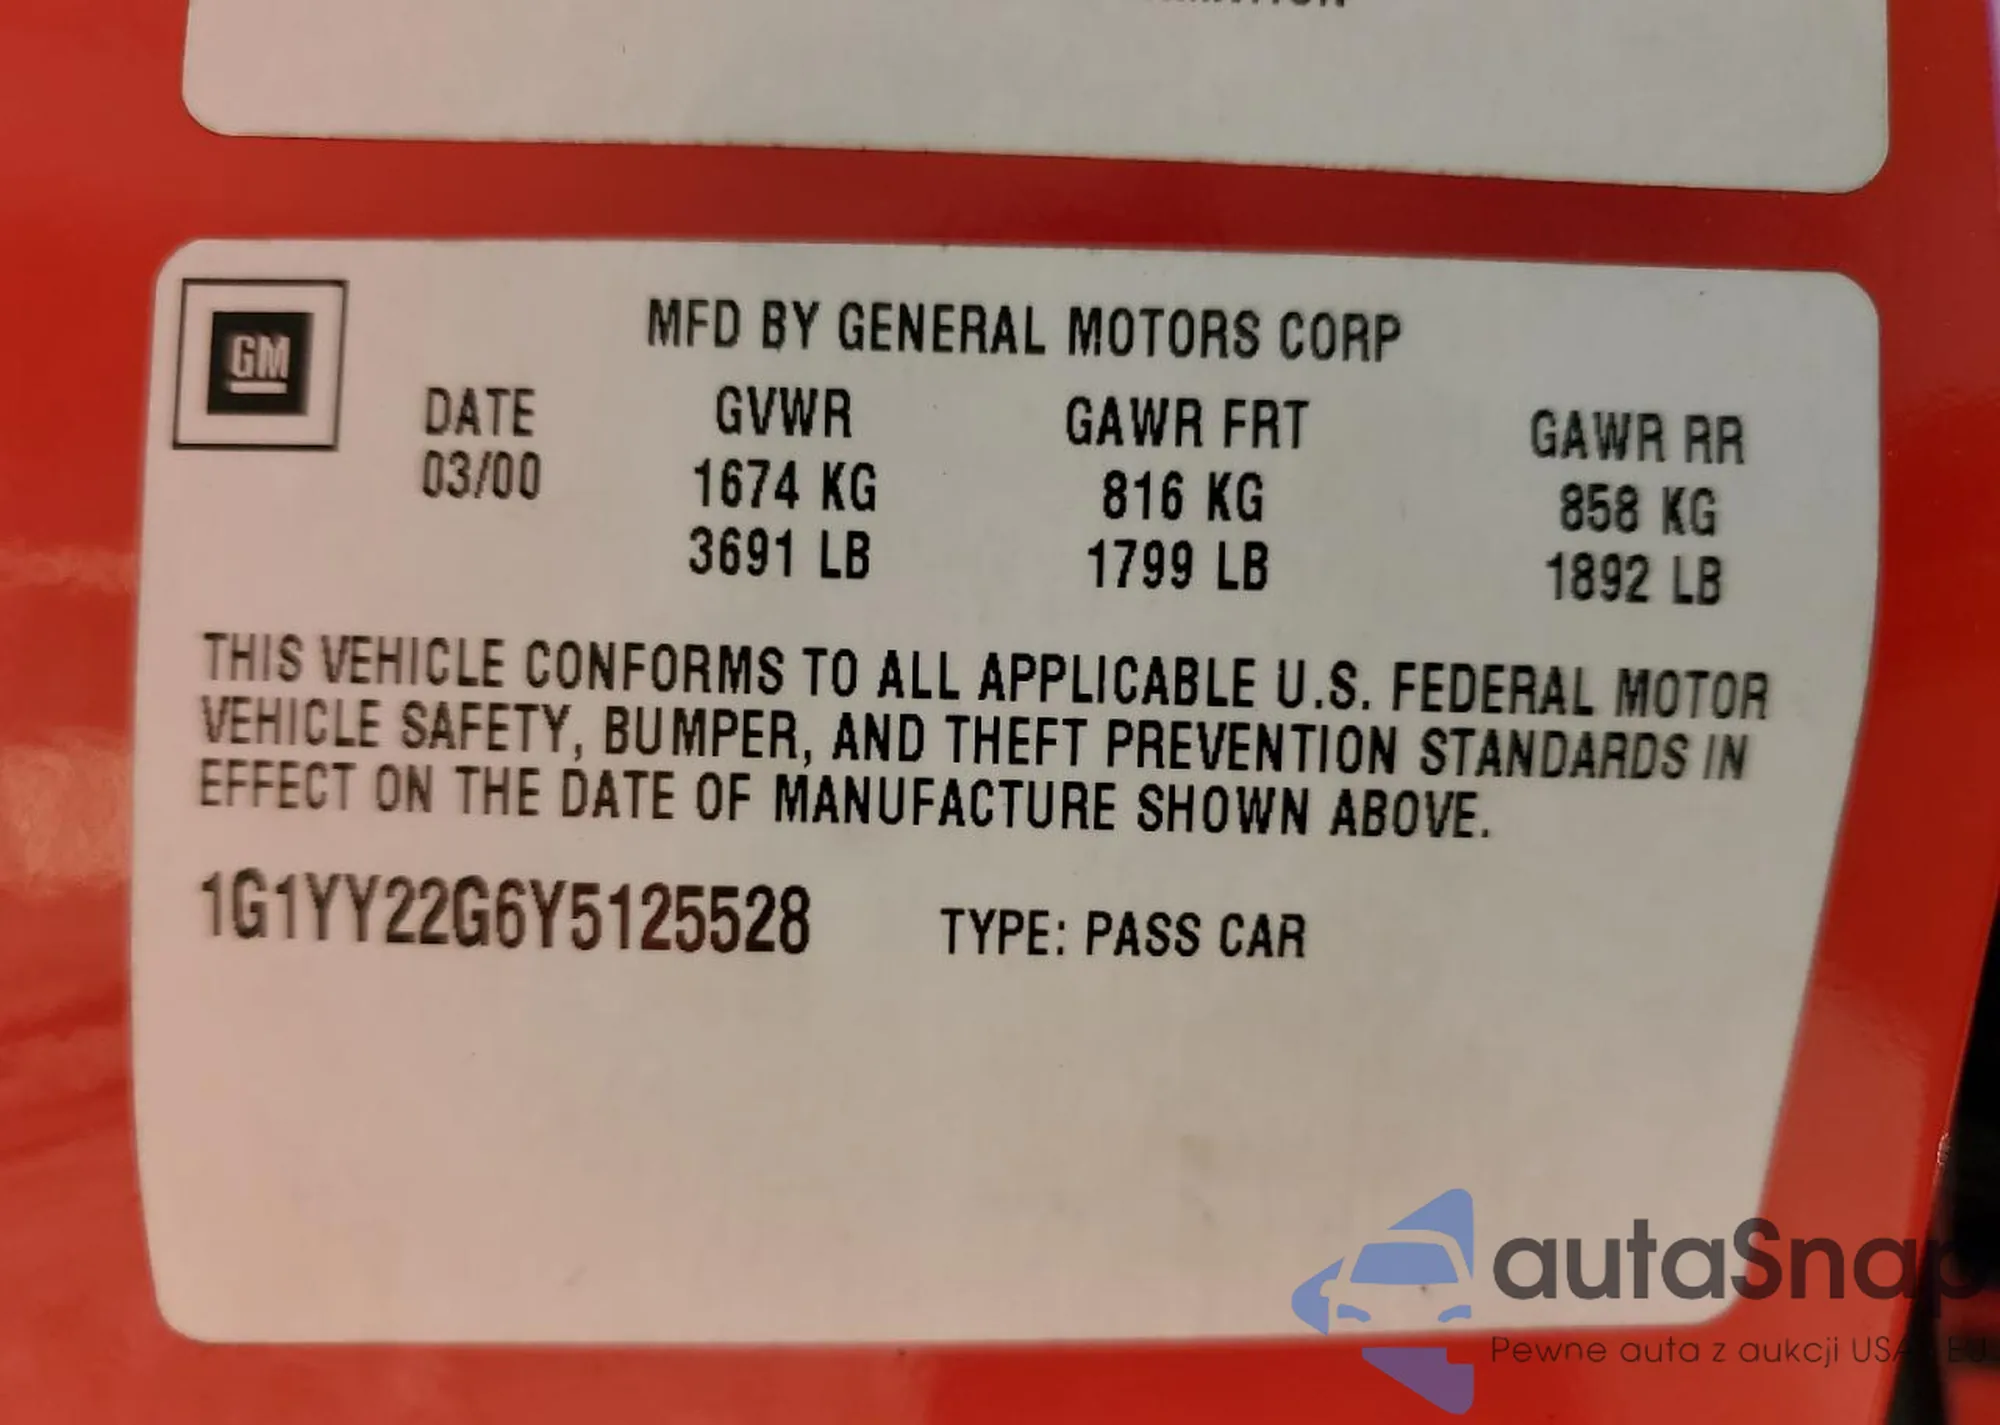 GM
MFD BY GENERAL MOTORS CORP
DATE GVWR GAWR FRT GAWR RR
03/00 1674 KG 816 KG 858 KG
3691 LB 1799 LB 1892 LB
THIS VEHICLE CONFORMS TO ALL APPLICABLE U.S. FEDERAL MOTOR
VEHICLE SAFETY, BUMPER, AND THEFT PREVENTION STANDARDS IN
EFFECT ON THE DATE OF MANUFACTURE SHOWN ABOVE.
1G1YY22G6Y5125528 TYPE: PASS CAR
autaSnap
Pewne auta z aukcji USA EU